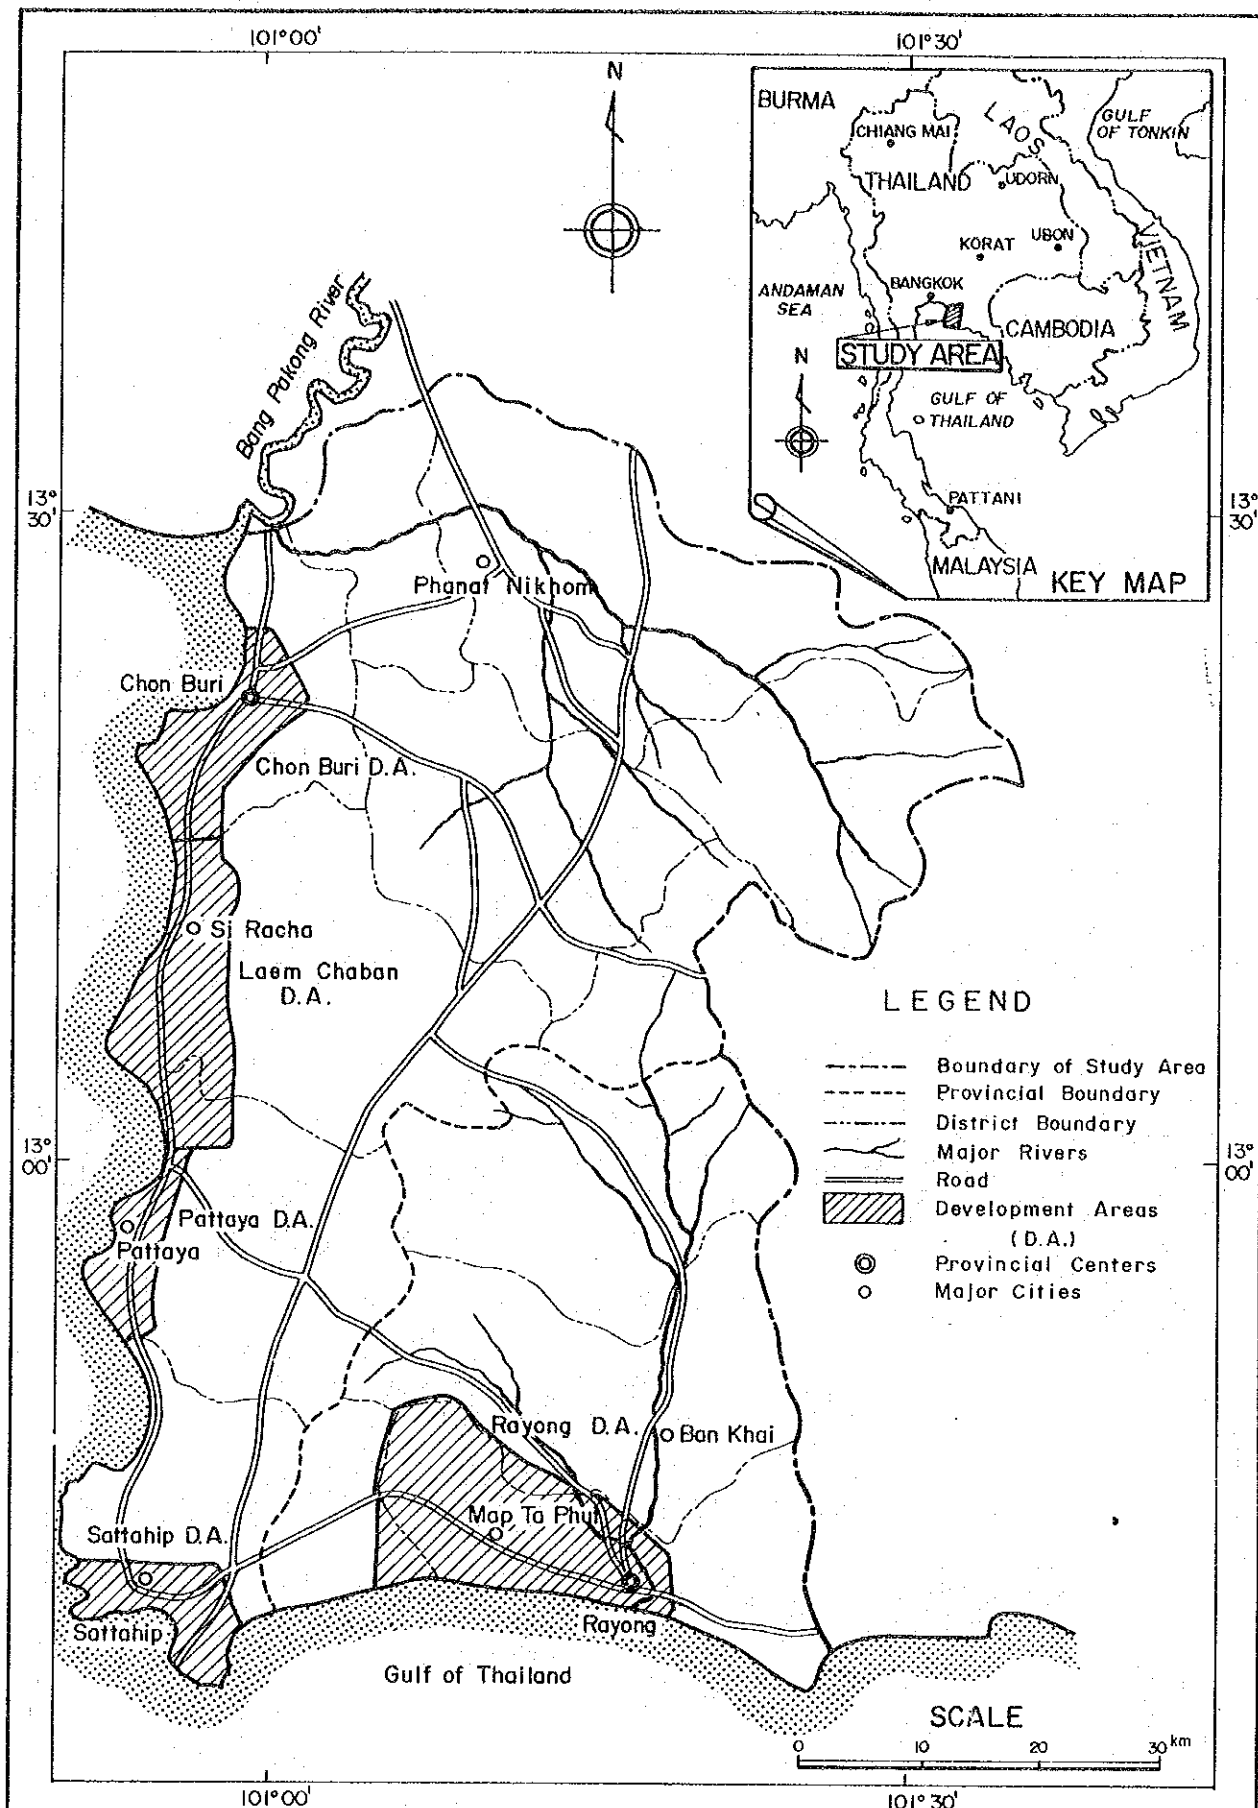 101°00'
101°30'
N
BURMA
CHIANG MAI
LAOS
GULF
OF TONKIN
THAILAND
UDORN
VIETNAM
KORAT
UBON
BANGKOK
ANDAMAN
SEA
CAMBODIA
STUDY AREA
N
GULF OF
THAILAND
PATTANI
MALAYSIA
KEY MAP
Bang Pakong River
13°
30'
13°
30'
Phanat Nikhom
Chon Buri
Chon Buri D.A.
Si Racha
Laem Chaban
D.A.
LEGEND
Boundary of Study Area
Provincial Boundary
District Boundary
Major Rivers
Road
Development Areas
(D.A.)
Provincial Centers
Major Cities
13°
00'
13°
00'
Pattaya D.A.
Pattaya
Rayong D.A.
Ban Khai
Map Ta Phut
Sattahip D.A.
Sattahip
Rayong
Gulf of Thailand
SCALE
0 10 20 30 km
101°00'
101°30'